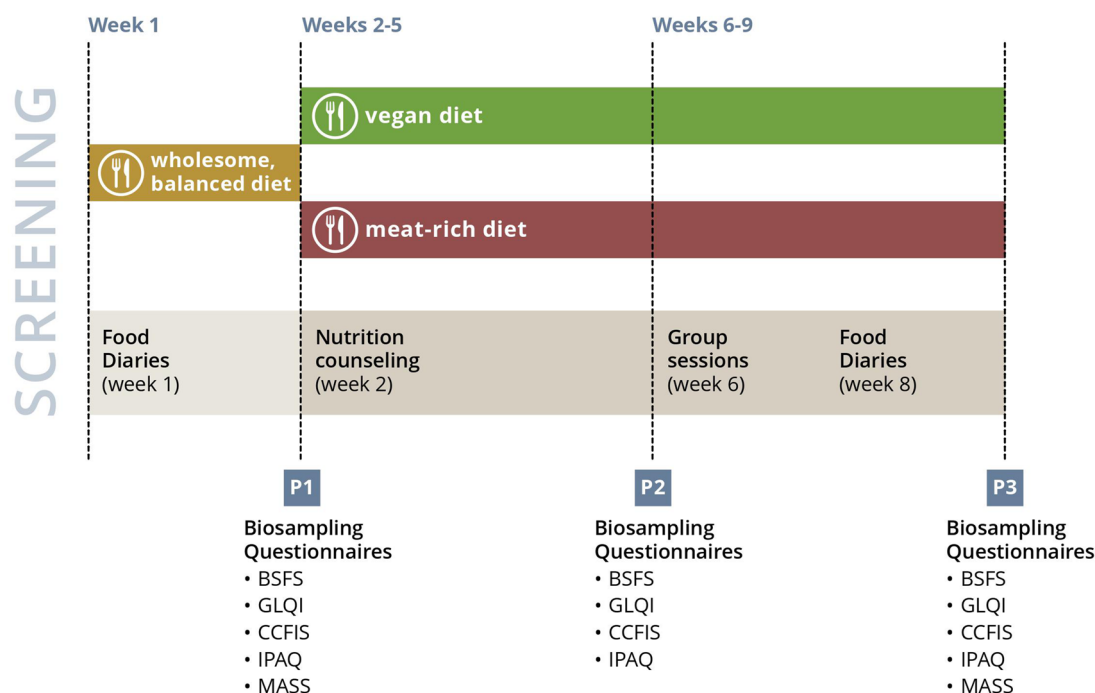 SCREENING
Week 1
Weeks 2-5
Weeks 6-9
vegan diet
wholesome,
balanced diet
meat-rich diet
Food
Diaries
(week 1)
Nutrition
counseling
(week 2)
Group
sessions
(week 6)
Food
Diaries
(week 8)
P1
Biosampling
Questionnaires
• BSFS
• GLQI
• CCFIS
• IPAQ
• MASS
P2
Biosampling
Questionnaires
• BSFS
• GLQI
• CCFIS
• IPAQ
P3
Biosampling
Questionnaires
• BSFS
• GLQI
• CCFIS
• IPAQ
• MASS